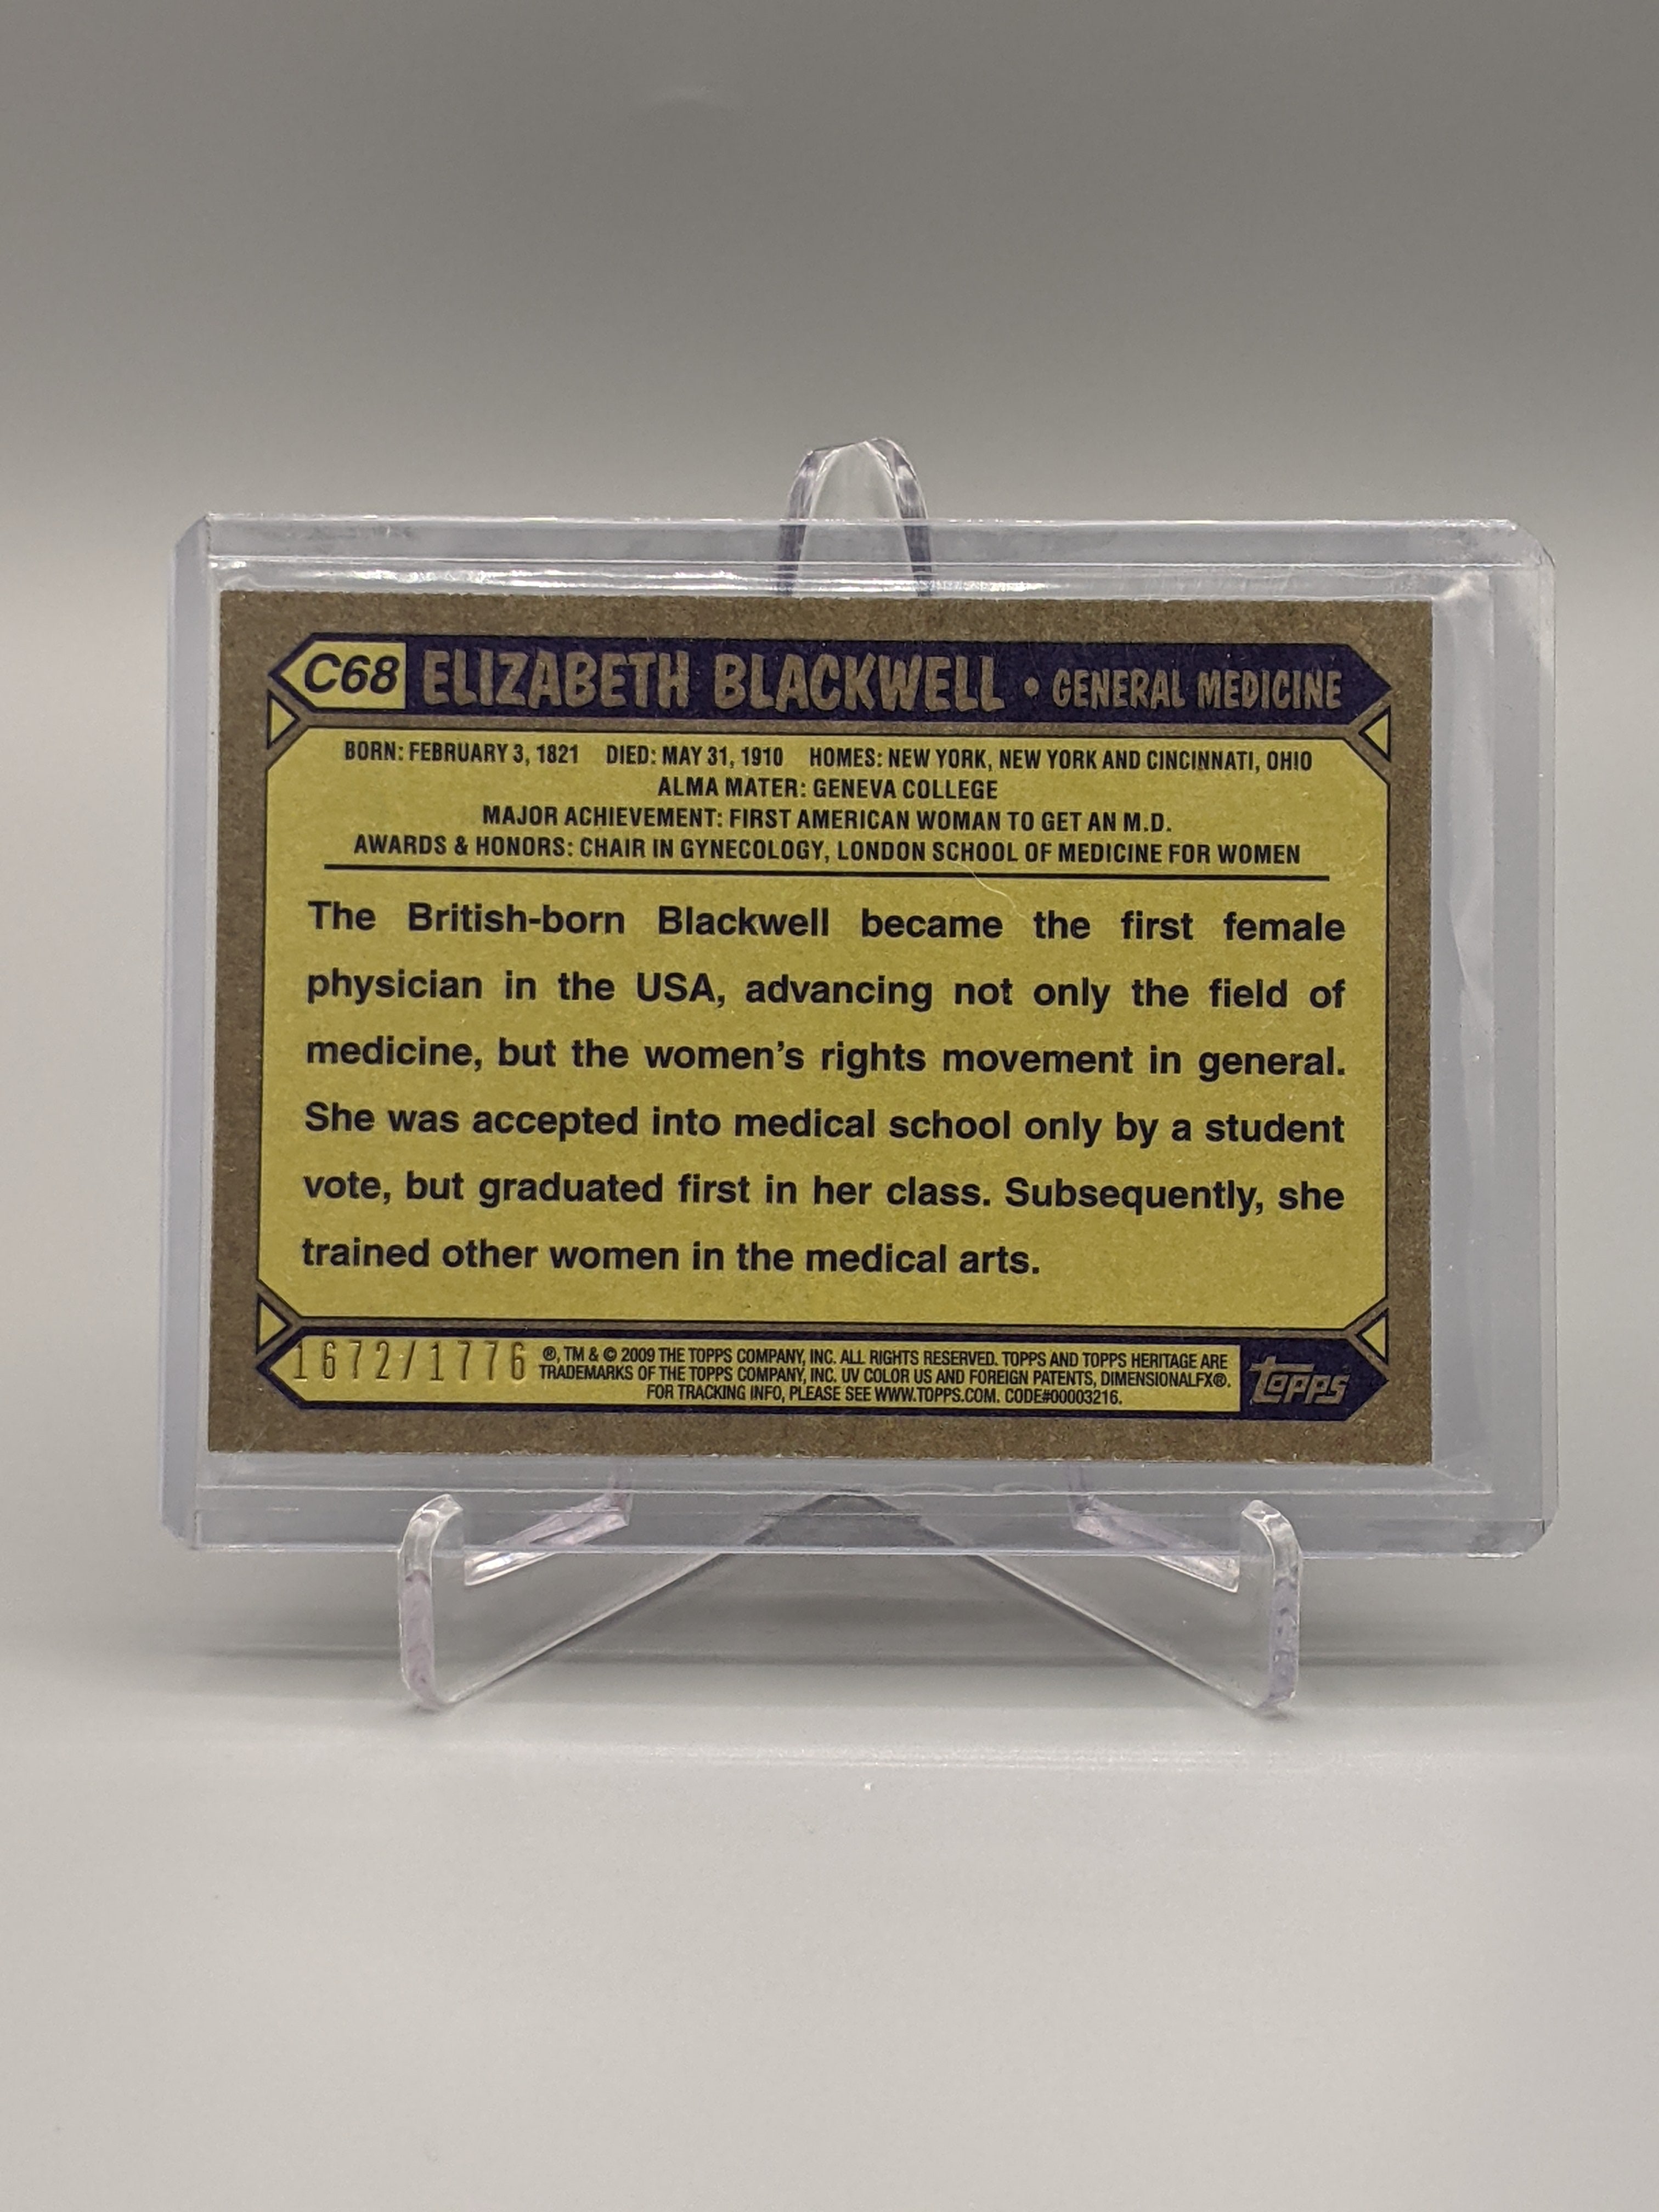 C68 ELIZABETH BLACKWELL • GENERAL MEDICINE
BORN: FEBRUARY 3, 1821 DIED: MAY 31, 1910 HOMES: NEW YORK, NEW YORK AND CINCINNATI, OHIO
ALMA MATER: GENEVA COLLEGE
MAJOR ACHIEVEMENT: FIRST AMERICAN WOMAN TO GET AN M.D.
AWARDS & HONORS: CHAIR IN GYNECOLOGY, LONDON SCHOOL OF MEDICINE FOR WOMEN
The British-born Blackwell became the first female
physician in the USA, advancing not only the field of
medicine, but the women's rights movement in general.
She was accepted into medical school only by a student
vote, but graduated first in her class. Subsequently, she
trained other women in the medical arts.
1672/1776
®, TM & © 2009 THE TOPPS COMPANY, INC. ALL RIGHTS RESERVED. TOPPS AND TOPPS HERITAGE ARE
TRADEMARKS OF THE TOPPS COMPANY, INC. UV COLOR US AND FOREIGN PATENTS, DIMENSIONALFX®.
FOR TRACKING INFO, PLEASE SEE WWW.TOPPS.COM. CODE#00003216.
topps